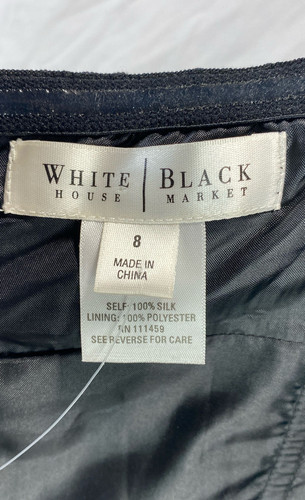 WHITE | BLACK
HOUSE MARKET
8
MADE IN
CHINA
SELF: 100% SILK
LINING: 100% POLYESTER
RN 111459
SEE REVERSE FOR CARE